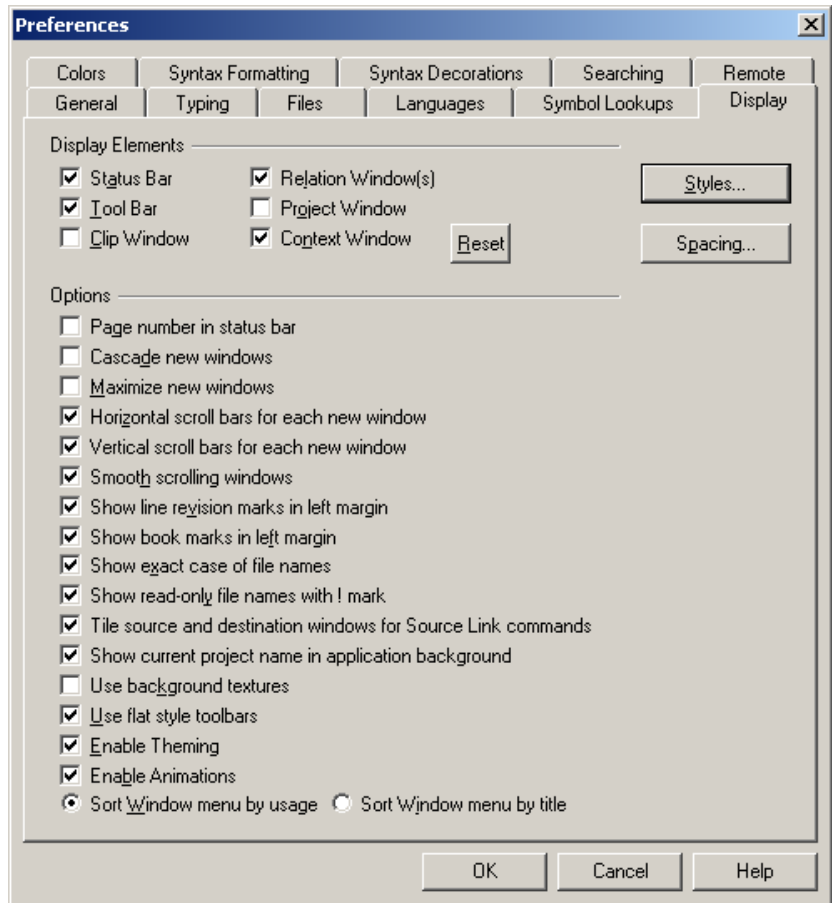 Preferences
Colors Syntax Formatting Syntax Decorations Searching Remote
General Typing Files Languages Symbol Lookups Display
Display Elements
Status Bar Relation Window(s) Styles...
Tool Bar Project Window
Clip Window Context Window Reset Spacing...
Options
Page number in status bar
Cascade new windows
Maximize new windows
Horizontal scroll bars for each new window
Vertical scroll bars for each new window
Smooth scrolling windows
Show line revision marks in left margin
Show book marks in left margin
Show exact case of file names
Show read-only file names with ! mark
Tile source and destination windows for Source Link commands
Show current project name in application background
Use background textures
Use flat style toolbars
Enable Theming
Enable Animations
Sort Window menu by usage Sort Window menu by title
OK Cancel Help